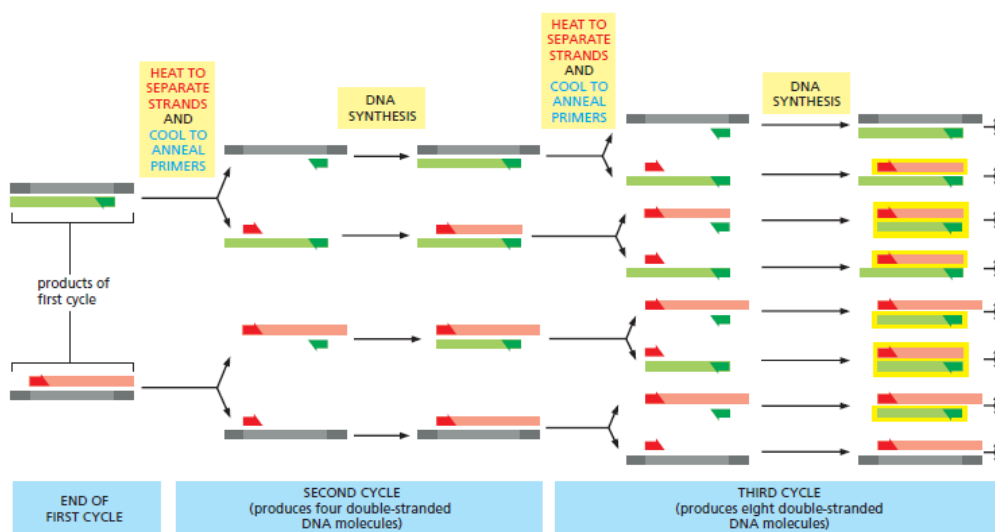 HEAT TO
SEPARATE
STRANDS
AND
COOL TO
ANNEAL
PRIMERS
DNA
SYNTHESIS
HEAT TO
SEPARATE
STRANDS
AND
COOL TO
ANNEAL
PRIMERS
DNA
SYNTHESIS
products of
first cycle
END OF
FIRST CYCLE
SECOND CYCLE
(produces four double-stranded
DNA molecules)
THIRD CYCLE
(produces eight double-stranded
DNA molecules)